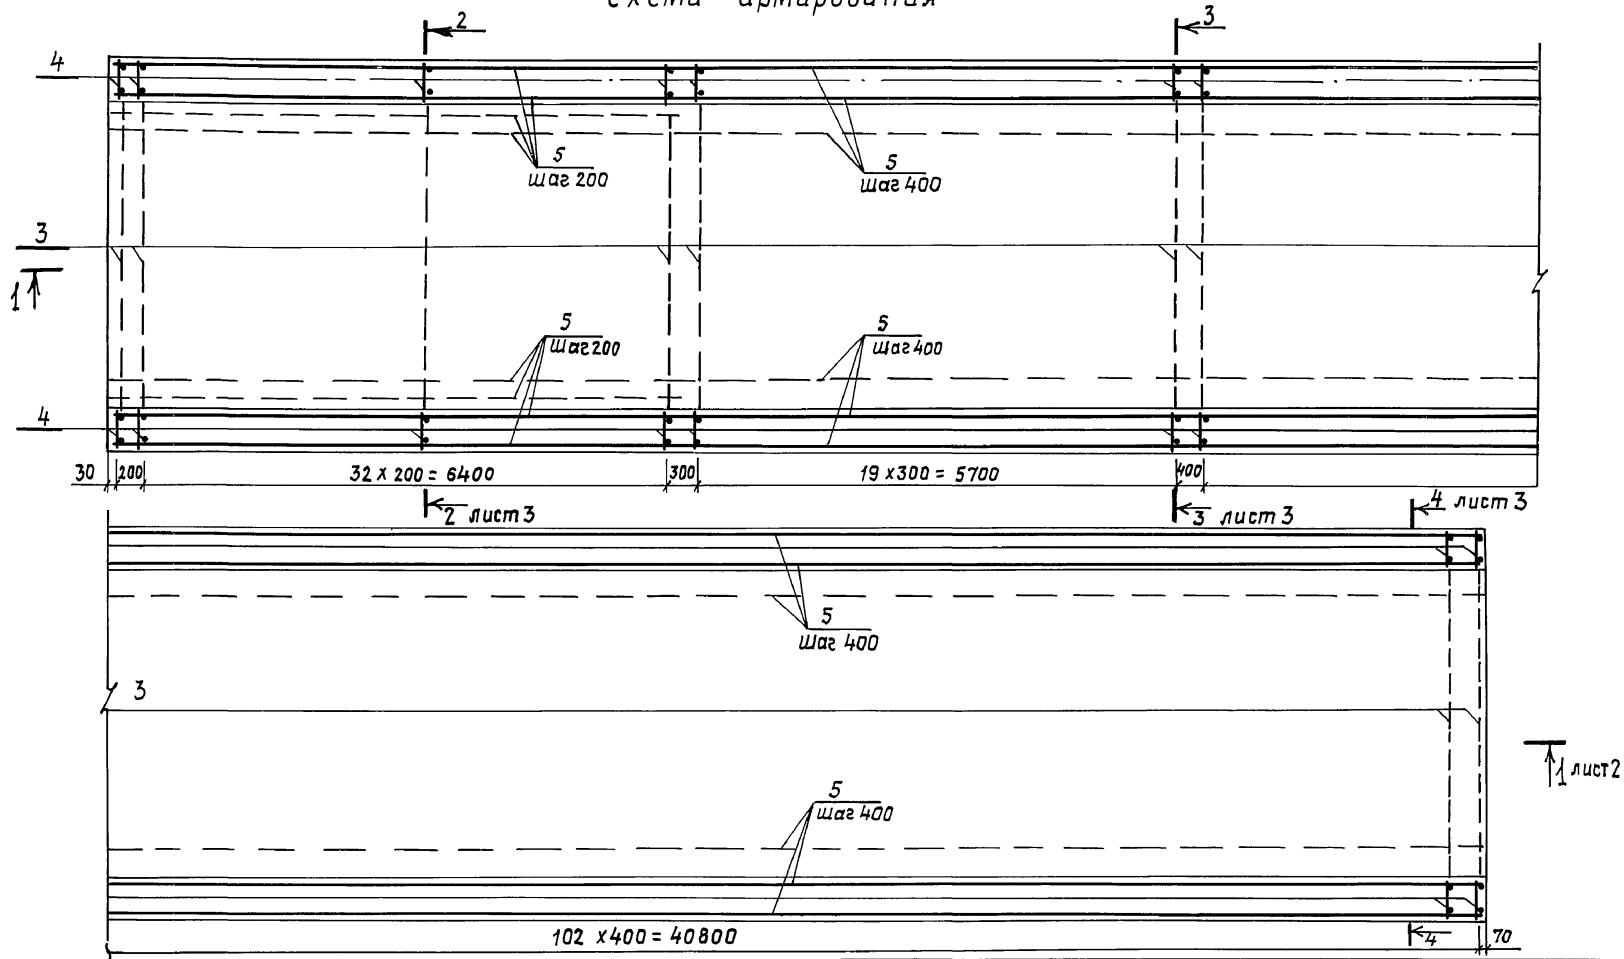 схема армирования
2
3
4
5
шаг 200
5
шаг 400
3
1
5
шаг 200
5
шаг 400
4
30
200
32 х 200 = 6400
300
19 х 300 = 5700
400
2 лист 3
3 лист 3
4 лист 3
5
шаг 400
3
1 лист 2
5
шаг 400
102 х 400 = 40800
4
70